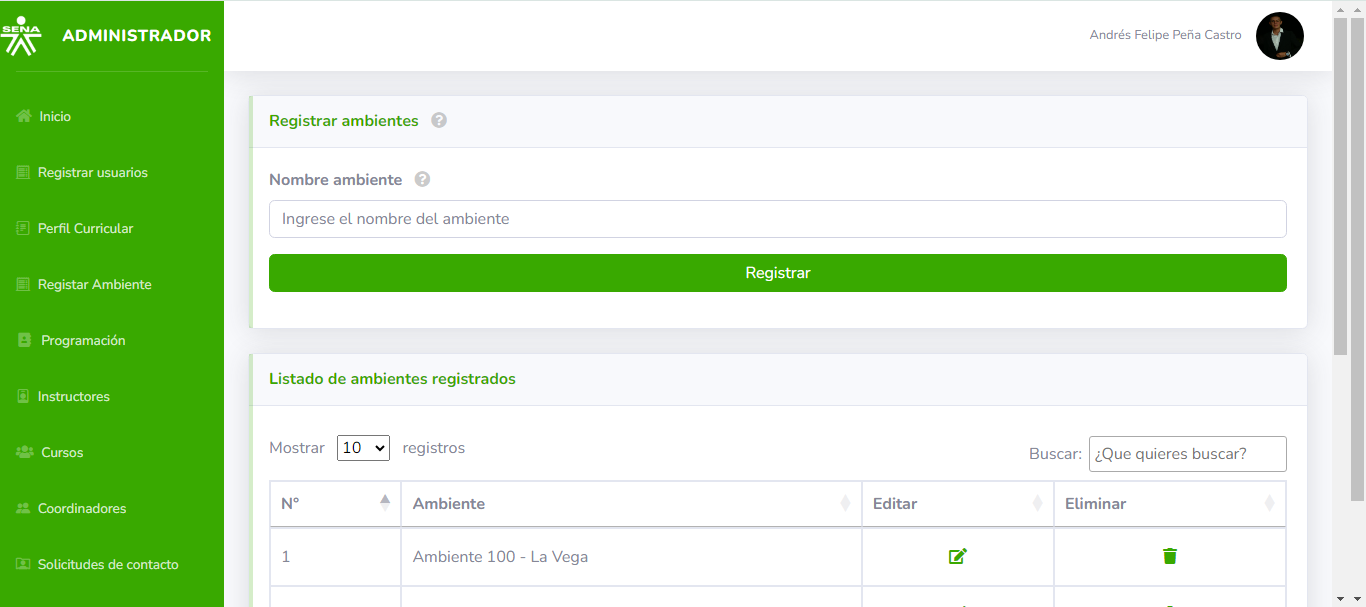 SENA
ADMINISTRADOR
Andrés Felipe Peña Castro
Inicio
Registrar usuarios
Perfil Curricular
Registar Ambiente
Programación
Instructores
Cursos
Coordinadores
Solicitudes de contacto
Registrar ambientes ?
Nombre ambiente ?
Ingrese el nombre del ambiente
Registrar
Listado de ambientes registrados
Mostrar 10 registros
Buscar: ¿Que quieres buscar?
N° Ambiente Editar Eliminar
1 Ambiente 100 - La Vega